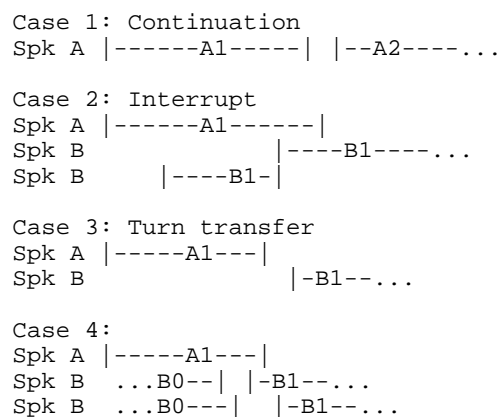 Case 1: Continuation
Spk A |------A1-----| |--A2----...
Case 2: Interrupt
Spk A |------A1------|
Spk B              |----B1----...
Spk B     |----B1-|
Case 3: Turn transfer
Spk A |-----A1---|
Spk B               |-B1--...
Case 4:
Spk A |-----A1---|
Spk B  ...B0--| |-B1--...
Spk B  ...B0---|  |-B1--...